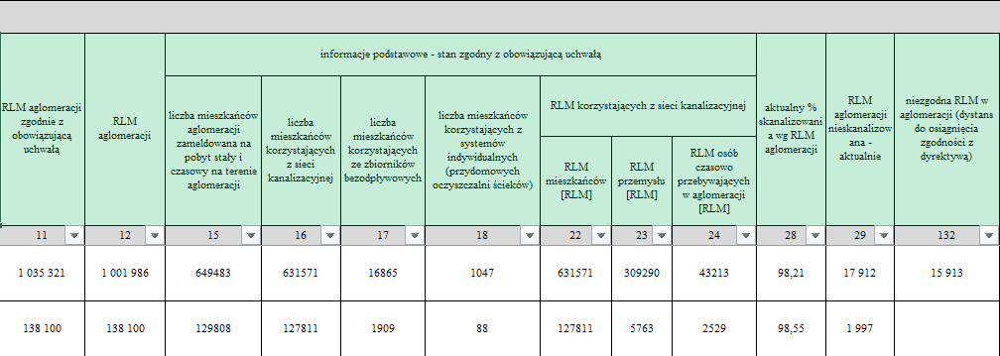 informacje podstawowe - stan zgodny z obowiązującą uchwałą
RLM aglomeracji
zgodnie z
obowiązującą
uchwałą
RLM
aglomeracji
liczba mieszkańców
aglomeracji
zameldowana na
pobyt stały i
czasowy na terenie
aglomeracji
liczba
mieszkańców
korzystających
z sieci
kanalizacyjnej
liczba
mieszkańców
korzystających
ze zbiorników
bezodpływowych
liczba mieszkańców
korzystających z
systemów
indywidualnych
(przydomowych
oczyszczalni ścieków)
RLM korzystających z sieci kanalizacyjnej
RLM
mieszkańców
[RLM]
RLM
przemysłu
[RLM]
RLM osób
czasowo
przebywających
w aglomeracji
[RLM]
aktualny %
skanalizowani
a wg RLM
aglomeracji
RLM
aglomeracji
nieskanalizow
ana -
aktualnie
niezgodna RLM w
aglomeracji (dystans
do osiągnięcia
zgodności z
dyrektywą)
11 12 15 16 17 18 22 23 24 28 29 132
1 035 321 1 001 986 649483 631571 16865 1047 631571 309290 43213 98,21 17 912 15 913
138 100 138 100 129808 127811 1909 88 127811 5763 2529 98,55 1 997